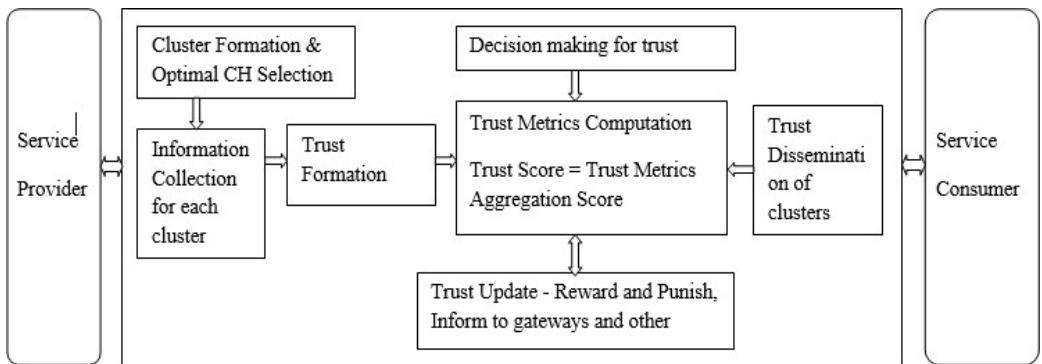 Service
Provider
Cluster Formation &
Optimal CH Selection
Information
Collection
for each
cluster
Trust
Formation
Decision making for trust
Trust Metrics Computation
Trust Score = Trust Metrics
Aggregation Score
Trust Update - Reward and Punish,
Inform to gateways and other
Trust
Disseminati
on of
clusters
Service
Consumer